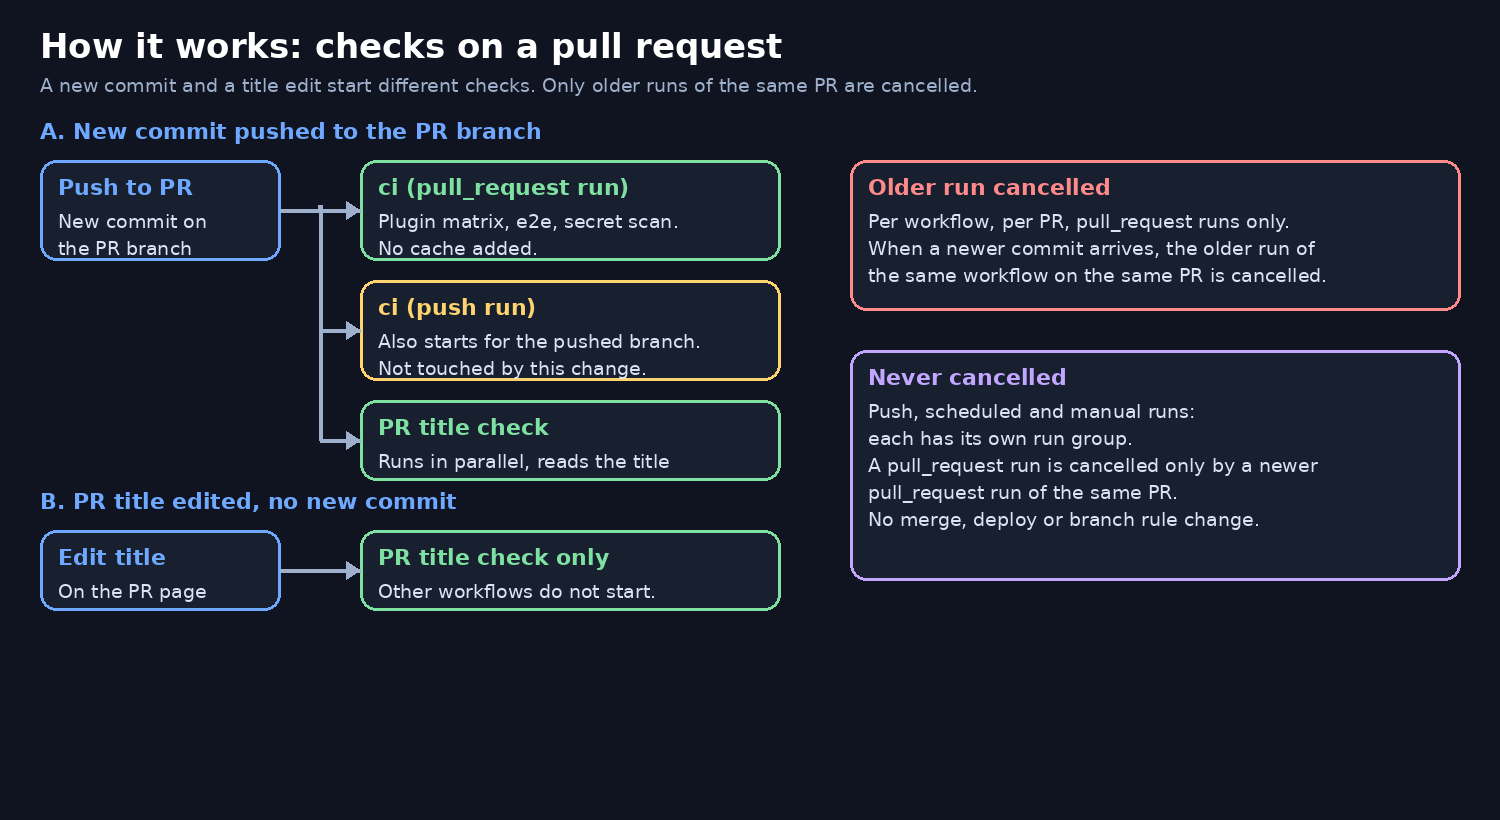 How it works: checks on a pull request
A new commit and a title edit start different checks. Only older runs of the same PR are cancelled.
A. New commit pushed to the PR branch
Push to PR
New commit on
the PR branch
ci (pull_request run)
Plugin matrix, e2e, secret scan.
No cache added.
ci (push run)
Also starts for the pushed branch.
Not touched by this change.
PR title check
Runs in parallel, reads the title
Older run cancelled
Per workflow, per PR, pull_request runs only.
When a newer commit arrives, the older run of
the same workflow on the same PR is cancelled.
Never cancelled
Push, scheduled and manual runs:
each has its own run group.
A pull_request run is cancelled only by a newer
pull_request run of the same PR.
No merge, deploy or branch rule change.
B. PR title edited, no new commit
Edit title
On the PR page
PR title check only
Other workflows do not start.